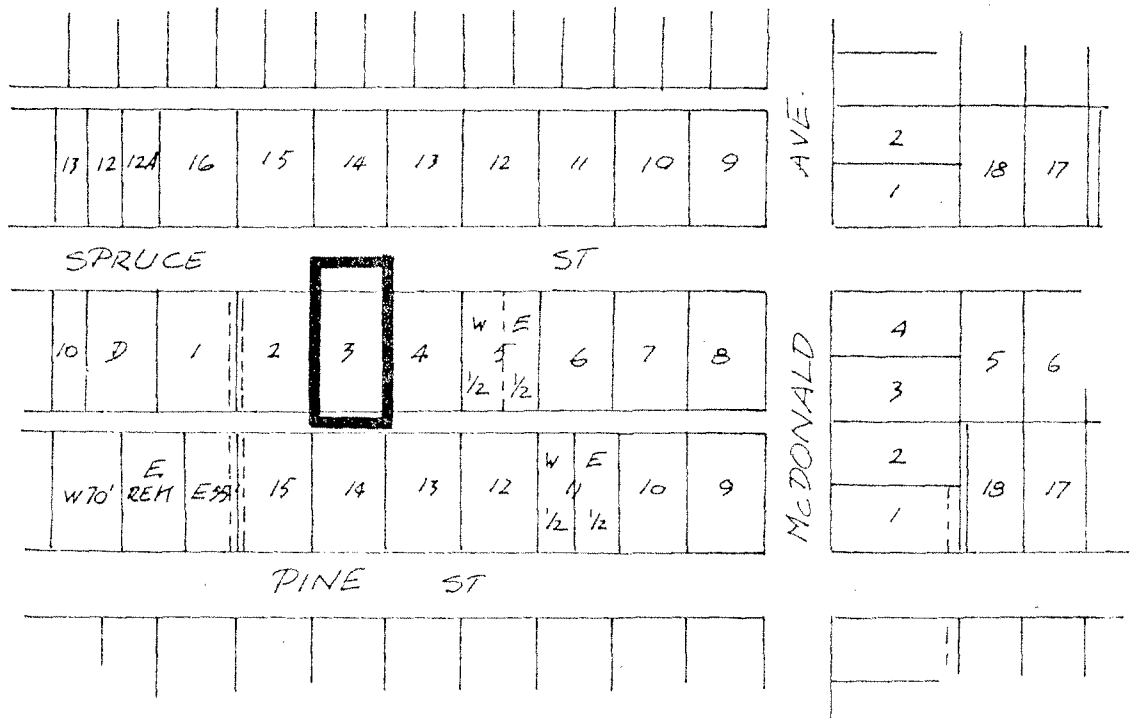 13 12 12A 16 15 14 13 12 11 10 9
AVE.
2
1
18 17
SPRUCE ST
10 D 1 2 3 4 W E 5 1/2 1/2 6 7 8
McDONALD
4
3
5 6
W 70' E REM 15 14 13 12 W E 11 1/2 1/2 10 9
2
1
18 17
PINE ST